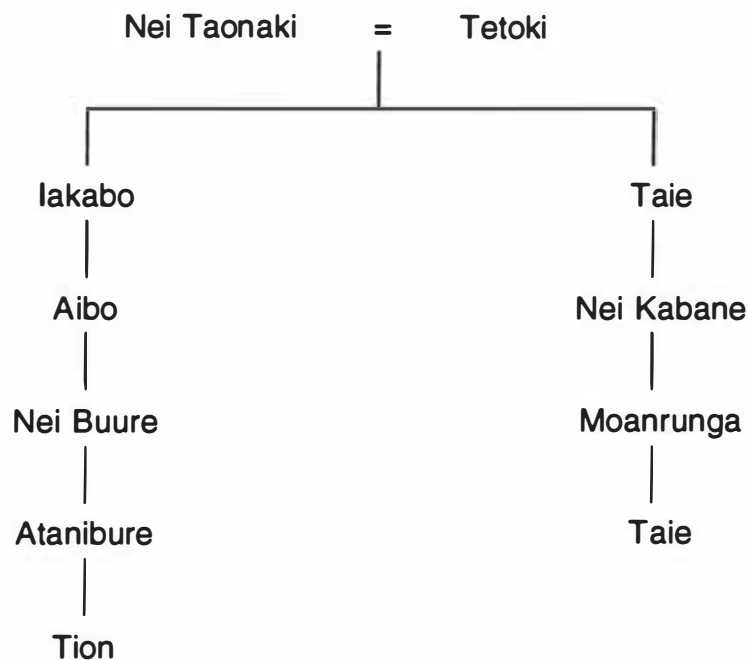 Nei Taonaki = Tetoki
Iakabo Taie
Aibo Nei Kabane
Nei Buure Moanrunga
Atanibure Taie
Tion